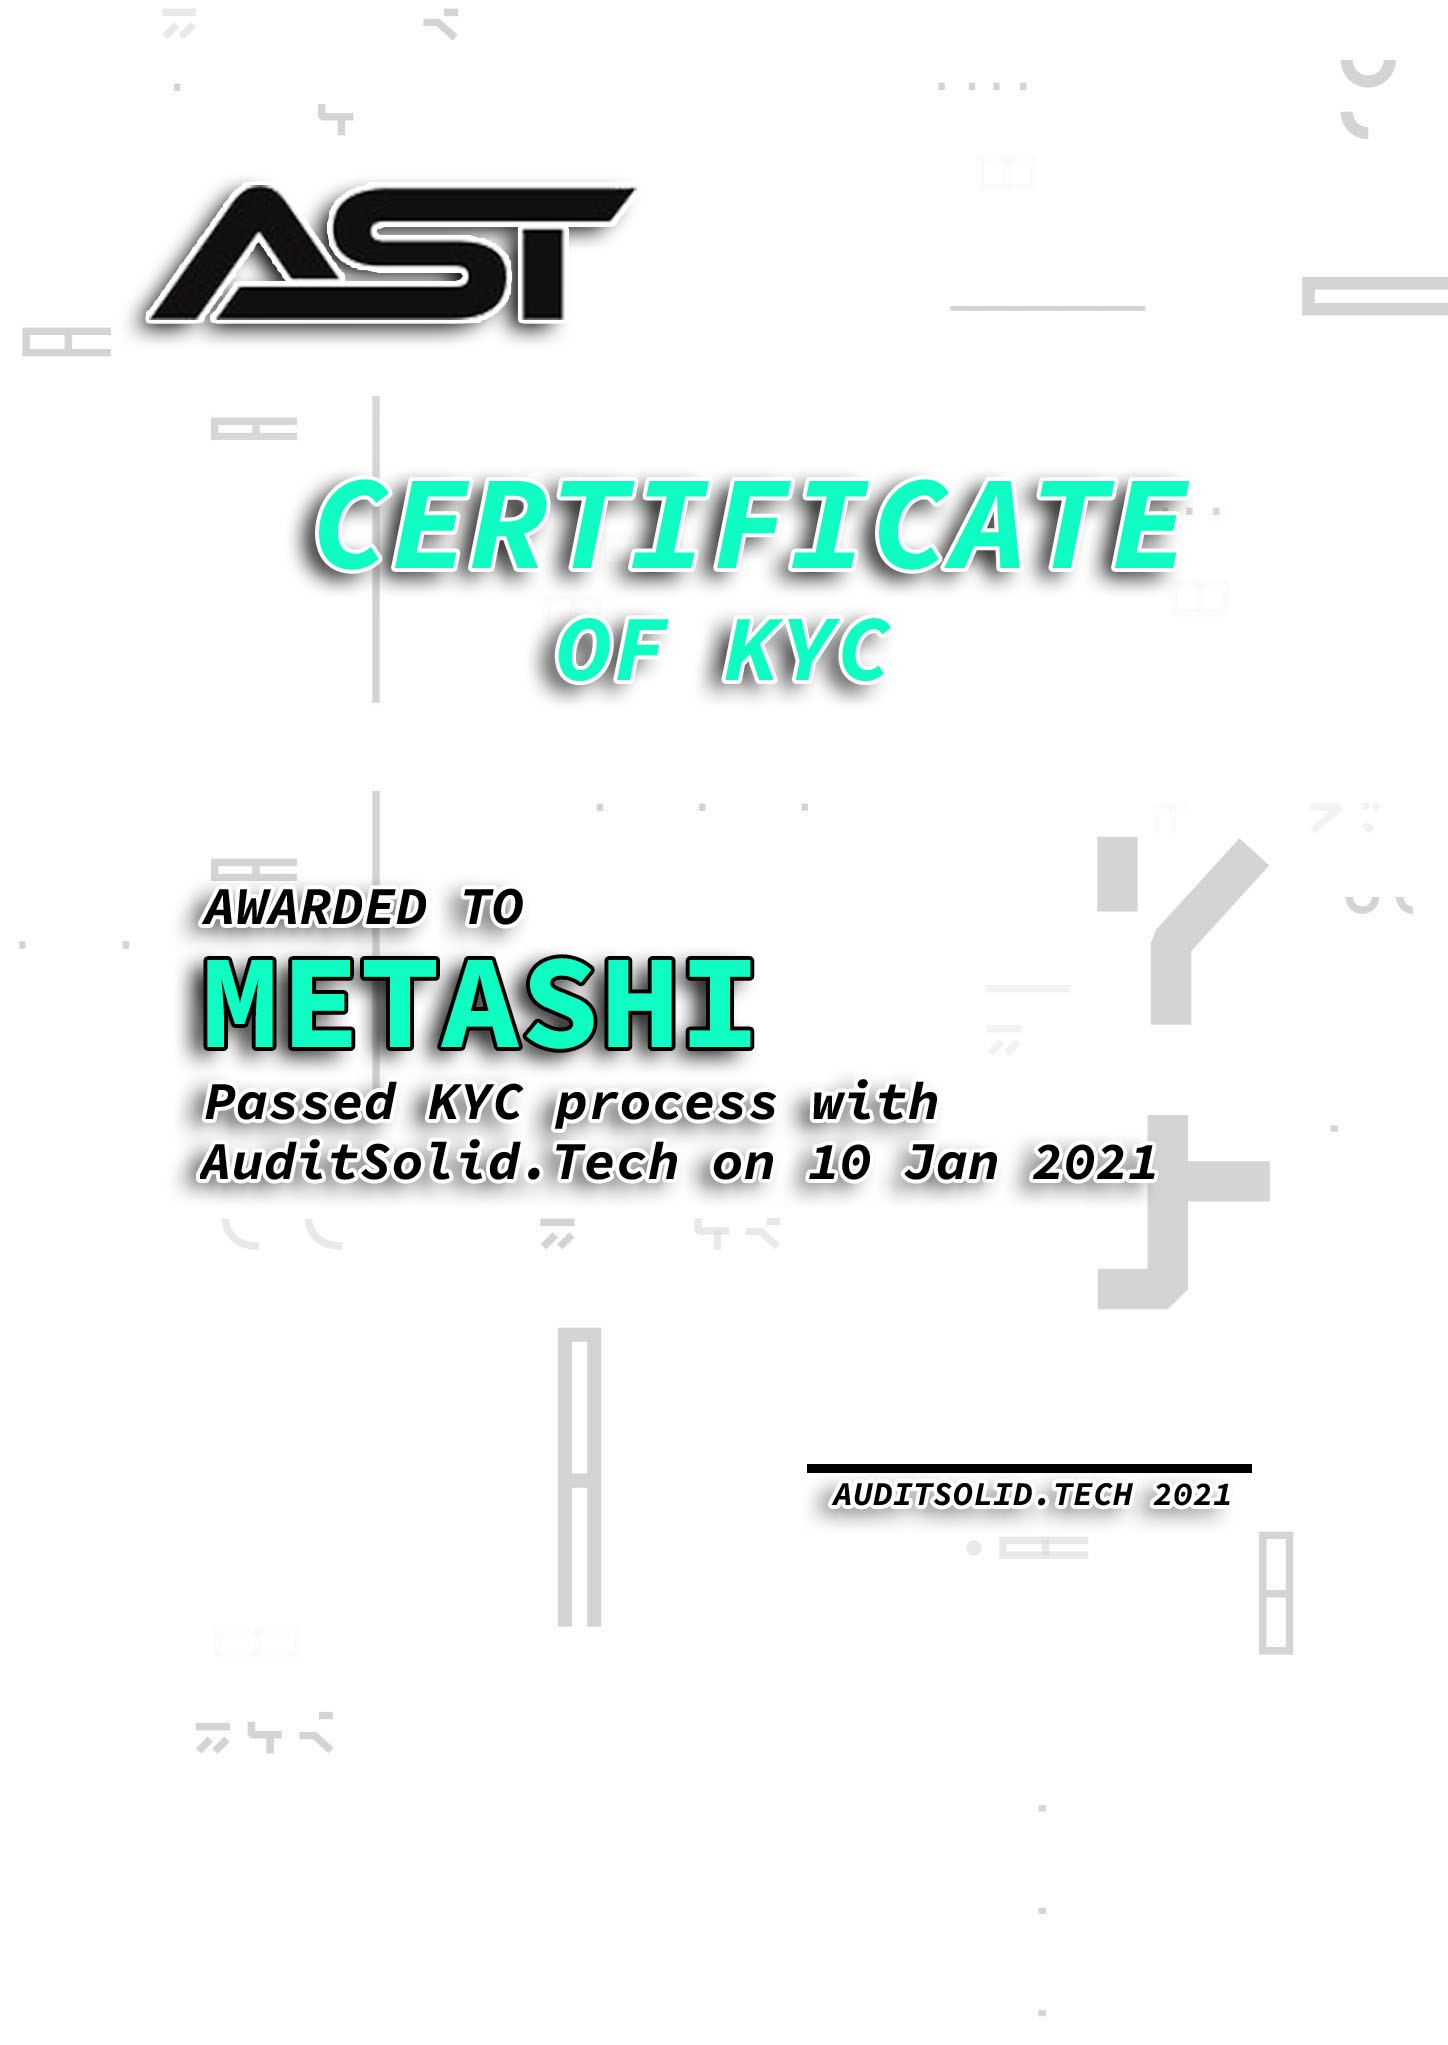 AST
CERTIFICATE
OF KYC
AWARDED TO
METASHI
Passed KYC process with
AuditSolid.Tech on 10 Jan 2021
AUDITSOLID.TECH 2021